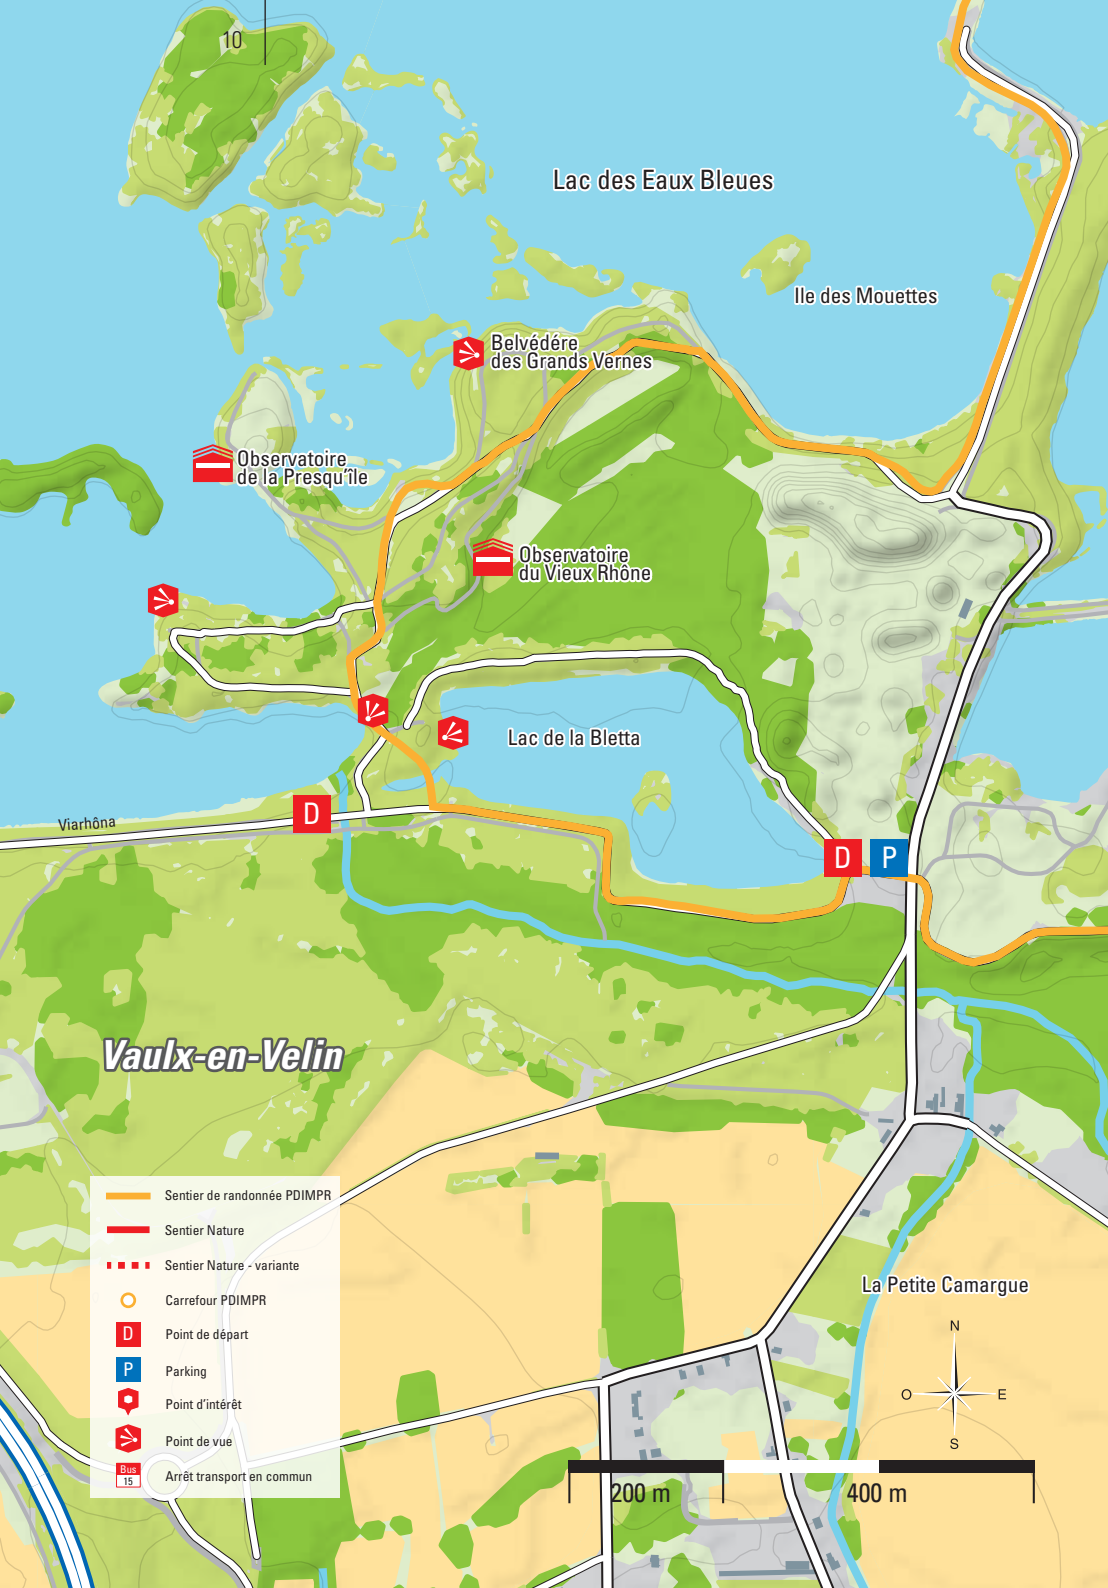 10
Lac des Eaux Bleues
Ile des Mouettes
Belvédére
des Grands Vernes
Observatoire
de la Presqu'île
Observatoire
du Vieux Rhône
Lac de la Bletta
D
Viarhôna
D P
Vaulx-en-Velin
Sentier de randonnée PDIMPR
Sentier Nature
Sentier Nature - variante
Carrefour PDIMPR
D Point de départ
P Parking
Point d'intérêt
Point de vue
Bus
15
Arrêt transport en commun
La Petite Camargue
N
O E
S
200 m 400 m